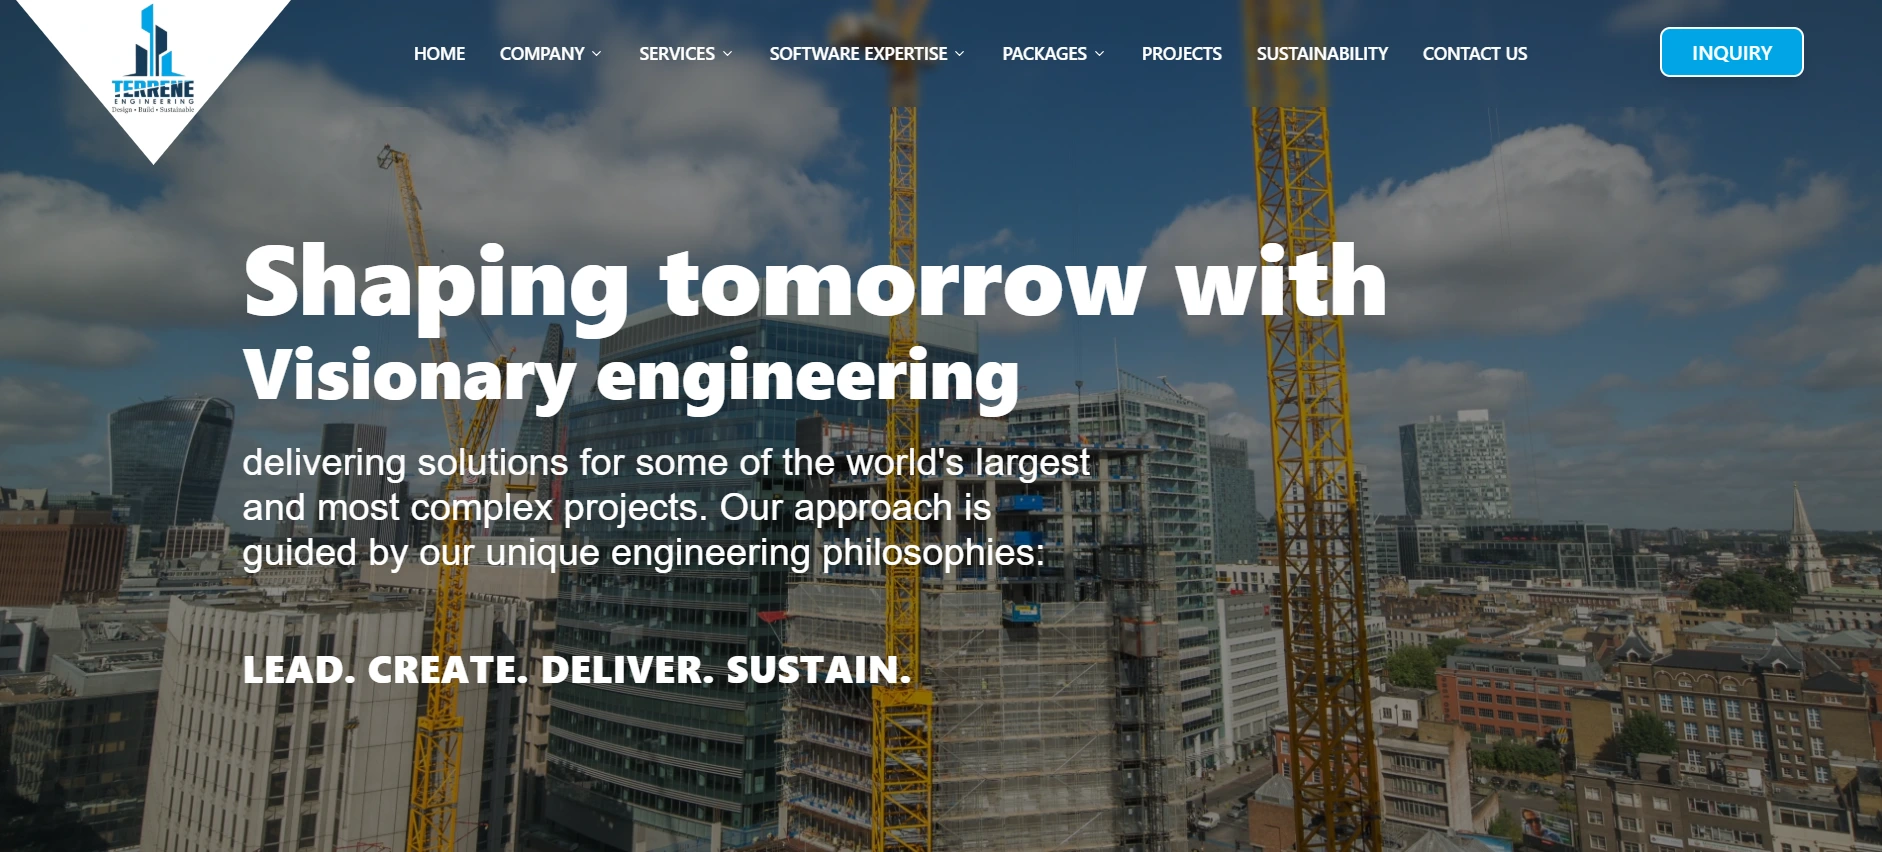 TERRENE
ENGINEERING
Design • Build • Sustainable
HOME
COMPANY
SERVICES
SOFTWARE EXPERTISE
PACKAGES
PROJECTS
SUSTAINABILITY
CONTACT US
INQUIRY
Shaping tomorrow with
Visionary engineering
delivering solutions for some of the world's largest
and most complex projects. Our approach is
guided by our unique engineering philosophies:
LEAD. CREATE. DELIVER. SUSTAIN.